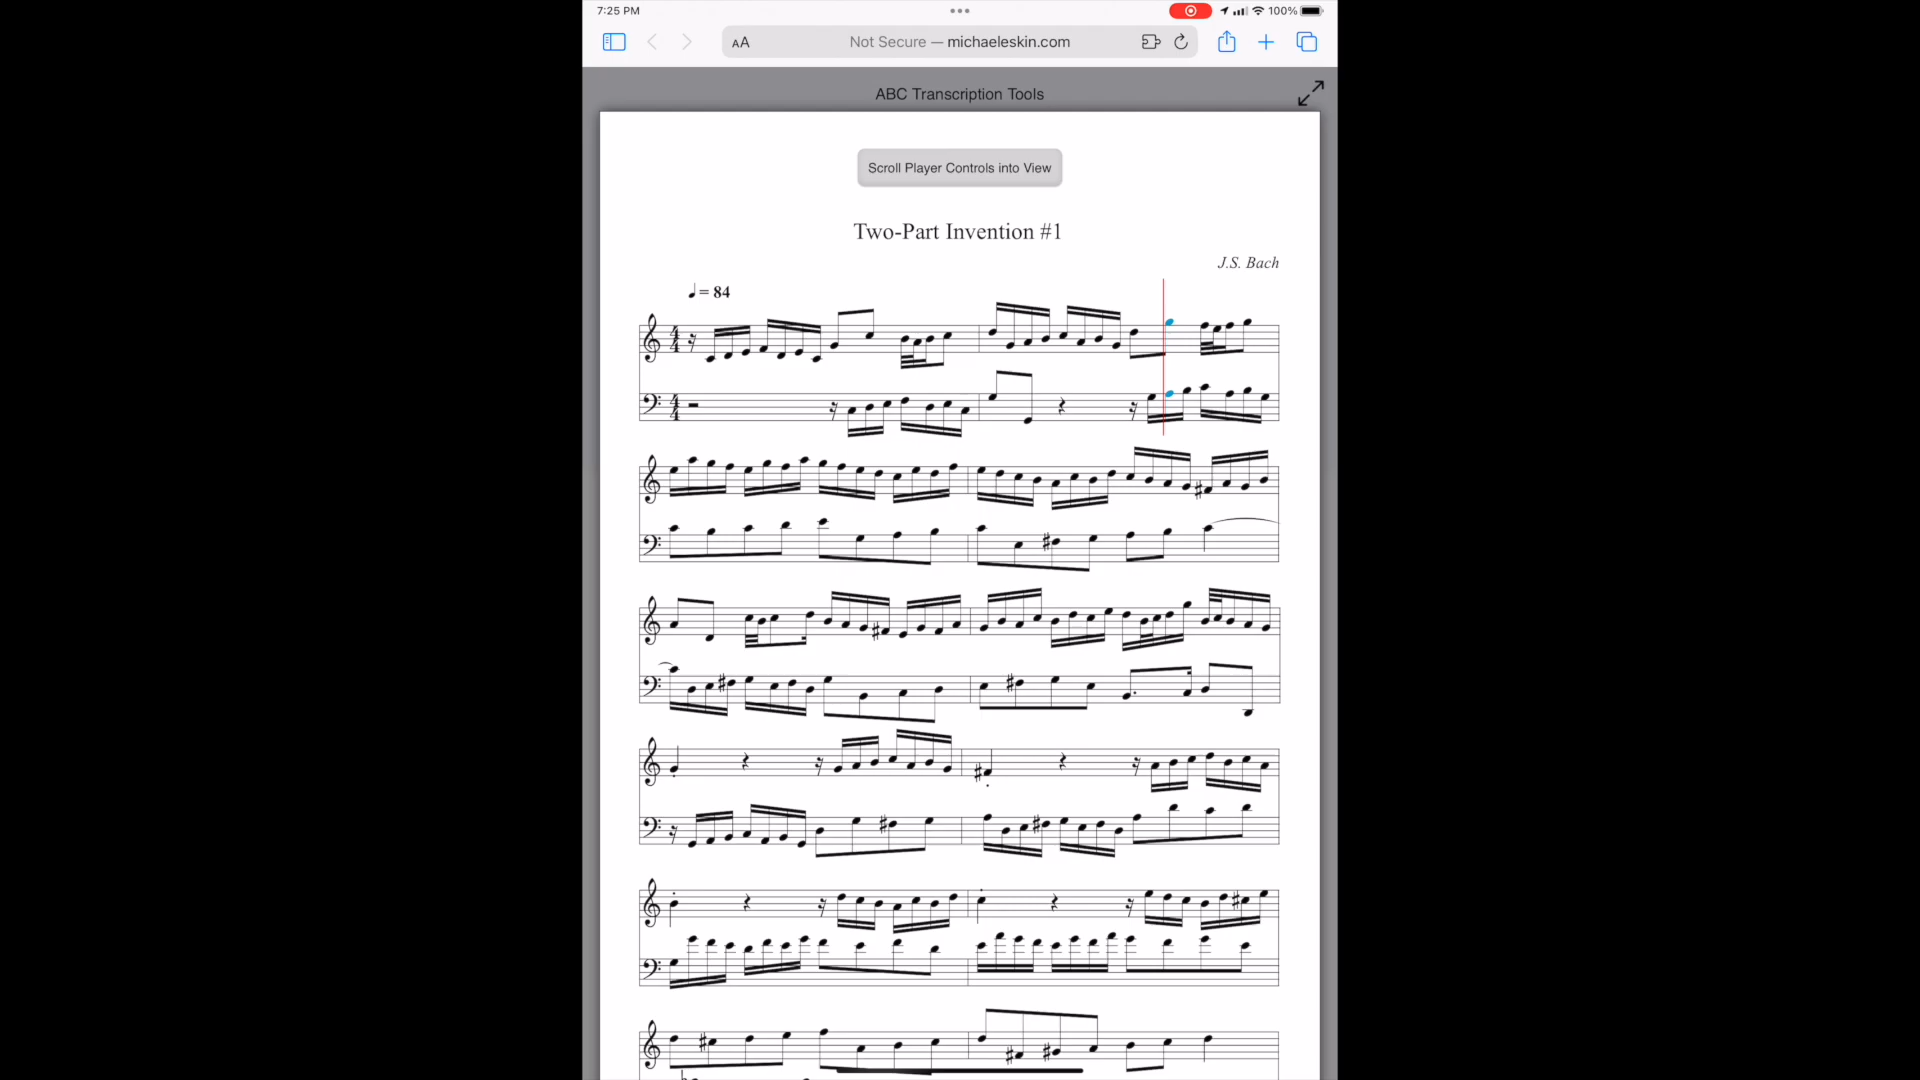 7:25 PM
100%
AA
Not Secure — michaeleskin.com
ABC Transcription Tools
Scroll Player Controls into View
Two-Part Invention #1
J.S. Bach
= 84